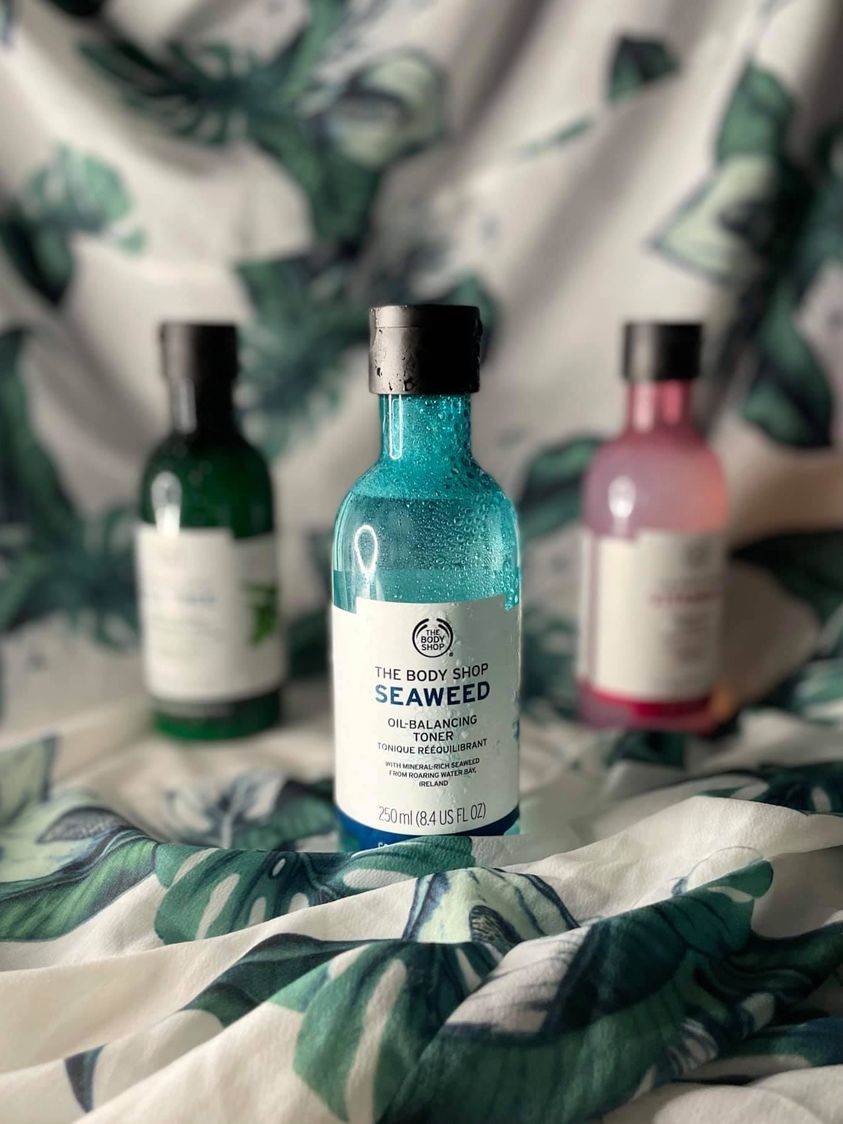 THE
BODY
SHOP
THE BODY SHOP
SEAWEED
OIL-BALANCING
TONER
TONIQUE RÉÉQUILIBRANT
WITH MINERAL-RICH SEAWEED
FROM ROARING WATER BAY,
IRELAND
250 ml (8.4 US FL OZ)